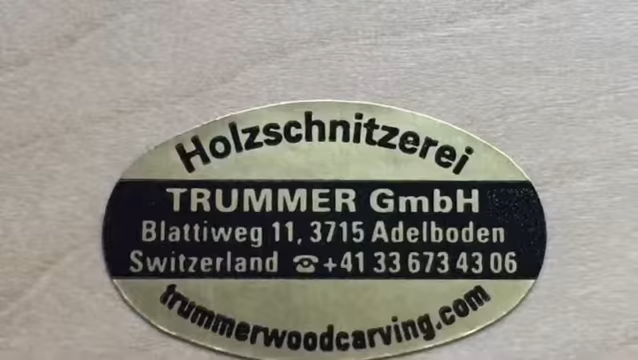 Holzschnitzerei
TRUMMER GmbH
Blattiweg 11, 3715 Adelboden
Switzerland ☎+41 33 673 43 06
trummerwoodcarving.com